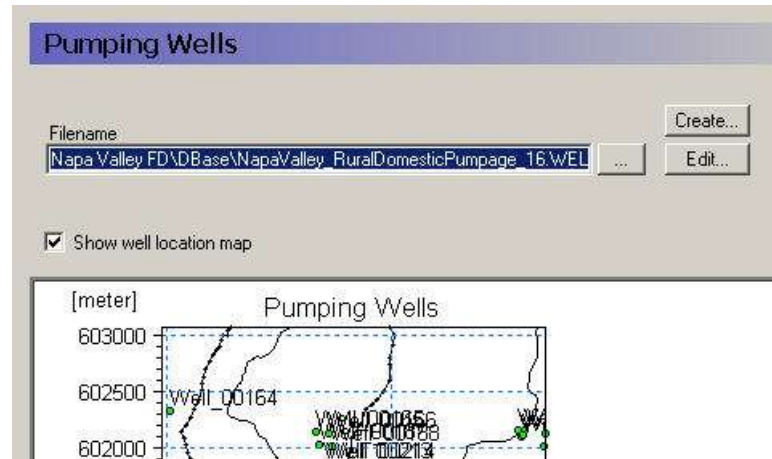 Pumping Wells
Create...
Filename
Napa Valley FD\DBase\NapaValley_RuralDomesticPumpage_16.WEL ... Edit...
Show well location map
[meter] Pumping Wells
603000
602500
Well_00164
602000